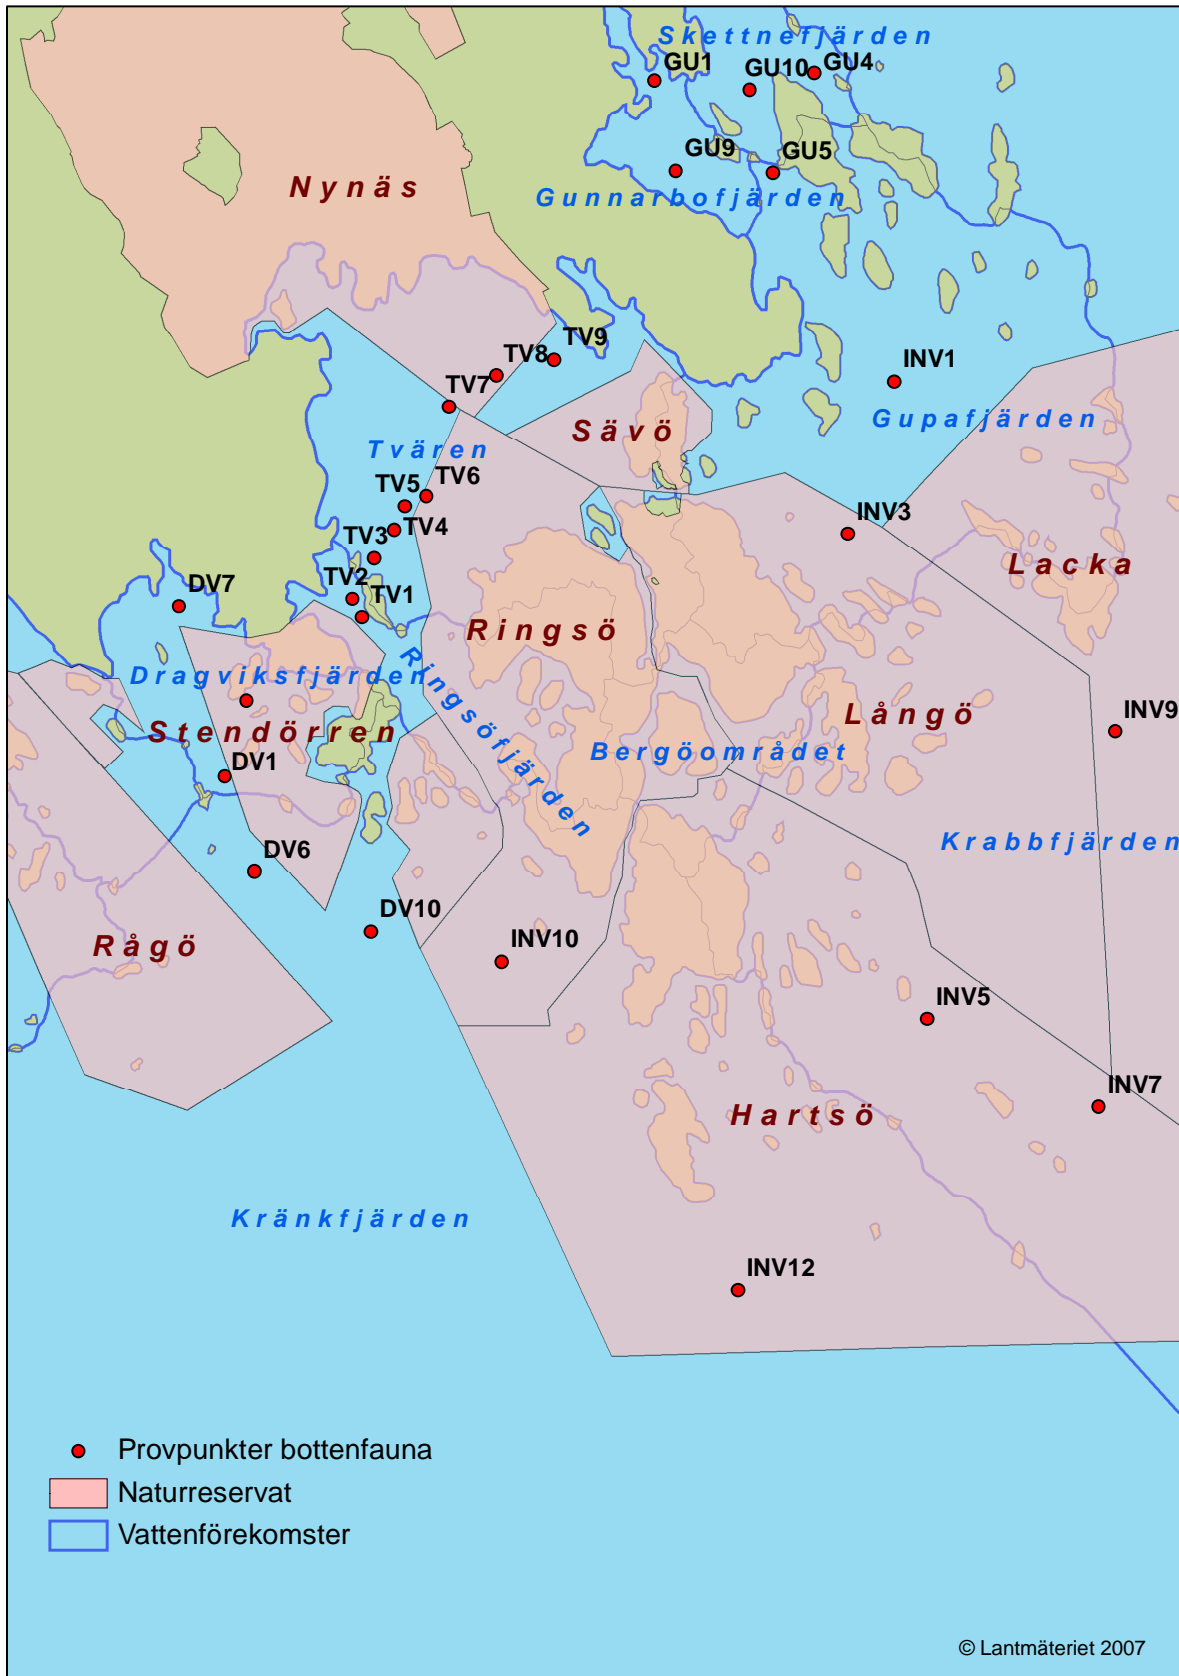 Skettnefjärden
GU1
GU10
GU4
GU9
GU5
Nynäs
Gunnarbofjärden
TV9
TV8
TV7
INV1
Sävö
Gupafjärden
Tvären
TV6
TV5
TV4
TV3
INV3
Lacka
TV2
TV1
DV7
Ringsö
Dragviksfjärden
Ringsöfjärden
Stendörren
Långö
INV9
Bergöområdet
DV1
Krabbfjärden
DV6
DV10
Rågö
INV10
INV5
INV7
Hartsö
Kränkfjärden
INV12
Provpunkter bottenfauna
Naturreservat
Vattenförekomster
© Lantmäteriet 2007